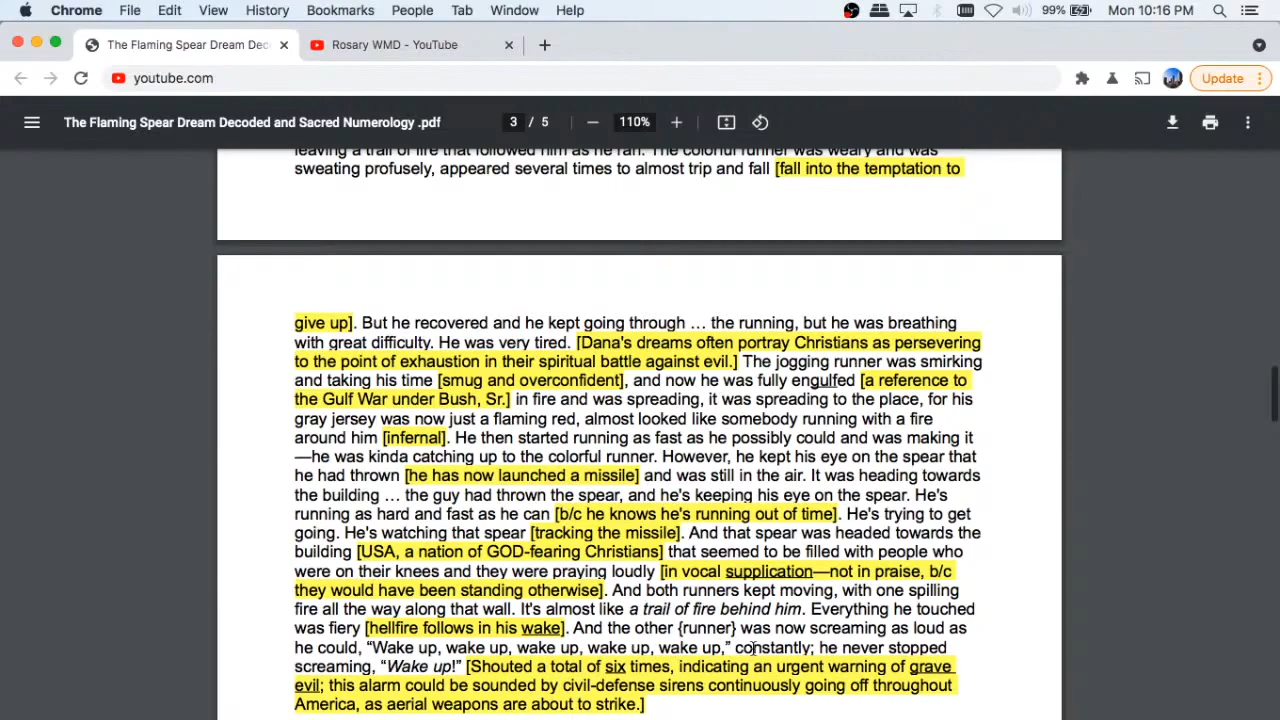 Chrome File Edit View History Bookmarks People Tab Window Help 99% Mon 10:16 PM
The Flaming Spear Dream Dec Rosary WMD - YouTube
youtube.com Update
The Flaming Spear Dream Decoded and Sacred Numerology .pdf 3 / 5 110%
leaving a trail of fire that followed him as he ran. The colorful runner was weary and was
sweating profusely, appeared several times to almost trip and fall [fall into the temptation to
give up]. But he recovered and he kept going through … the running, but he was breathing
with great difficulty. He was very tired. [Dana's dreams often portray Christians as persevering
to the point of exhaustion in their spiritual battle against evil.] The jogging runner was smirking
and taking his time [smug and overconfident], and now he was fully engulfed [a reference to
the Gulf War under Bush, Sr.] in fire and was spreading, it was spreading to the place, for his
gray jersey was now just a flaming red, almost looked like somebody running with a fire
around him [infernal]. He then started running as fast as he possibly could and was making it
—he was kinda catching up to the colorful runner. However, he kept his eye on the spear that
he had thrown [he has now launched a missile] and was still in the air. It was heading towards
the building … the guy had thrown the spear, and he's keeping his eye on the spear. He's
running as hard and fast as he can [b/c he knows he's running out of time]. He's trying to get
going. He's watching that spear [tracking the missile]. And that spear was headed towards the
building [USA, a nation of GOD-fearing Christians] that seemed to be filled with people who
were on their knees and they were praying loudly [in vocal supplication—not in praise, b/c
they would have been standing otherwise]. And both runners kept moving, with one spilling
fire all the way along that wall. It's almost like a trail of fire behind him. Everything he touched
was fiery [hellfire follows in his wake]. And the other {runner} was now screaming as loud as
he could, “Wake up, wake up, wake up, wake up, wake up,” constantly; he never stopped
screaming, “Wake up!” [Shouted a total of six times, indicating an urgent warning of grave
evil; this alarm could be sounded by civil-defense sirens continuously going off throughout
America, as aerial weapons are about to strike.]